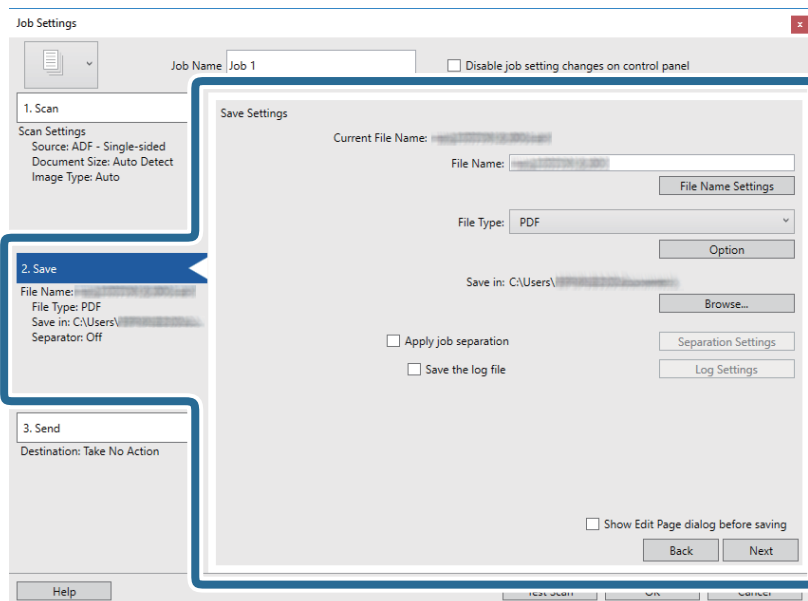 Job Settings
x
Job Name Job 1
Disable job setting changes on control panel
1. Scan
Scan Settings
Source: ADF - Single-sided
Document Size: Auto Detect
Image Type: Auto
2. Save
File Name:
File Type: PDF
Save in: C:\Users\
Separator: Off
3. Send
Destination: Take No Action
Save Settings
Current File Name:
File Name:
File Name Settings
File Type: PDF
Option
Save in: C:\Users\
Browse...
Apply job separation
Separation Settings
Save the log file
Log Settings
Show Edit Page dialog before saving
Back Next
Help Test Scan OK Cancel